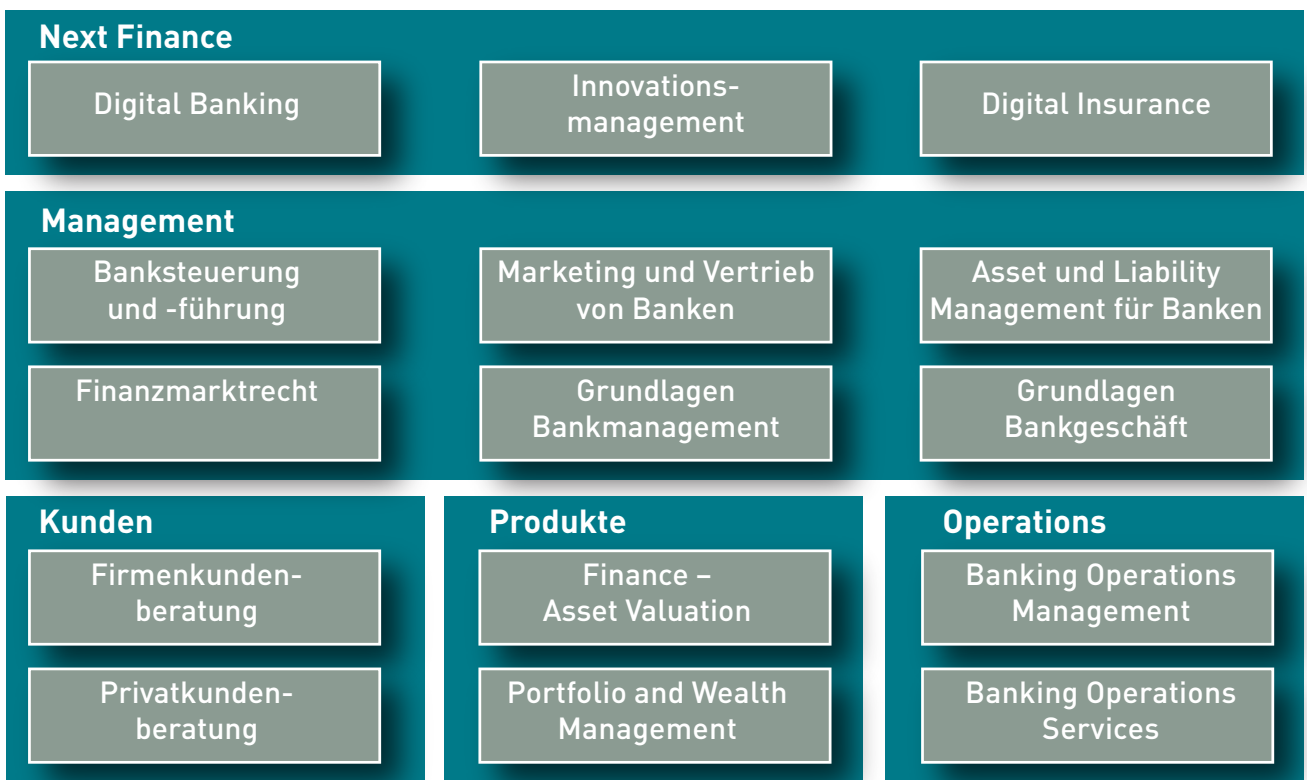 Next Finance
Digital Banking
Innovations-
management
Digital Insurance
Management
Banksteuerung
und -führung
Marketing und Vertrieb
von Banken
Asset und Liability
Management für Banken
Finanzmarktrecht
Grundlagen
Bankmanagement
Grundlagen
Bankgeschäft
Kunden
Firmenkunden-
beratung
Privatkunden-
beratung
Produkte
Finance –
Asset Valuation
Portfolio and Wealth
Management
Operations
Banking Operations
Management
Banking Operations
Services